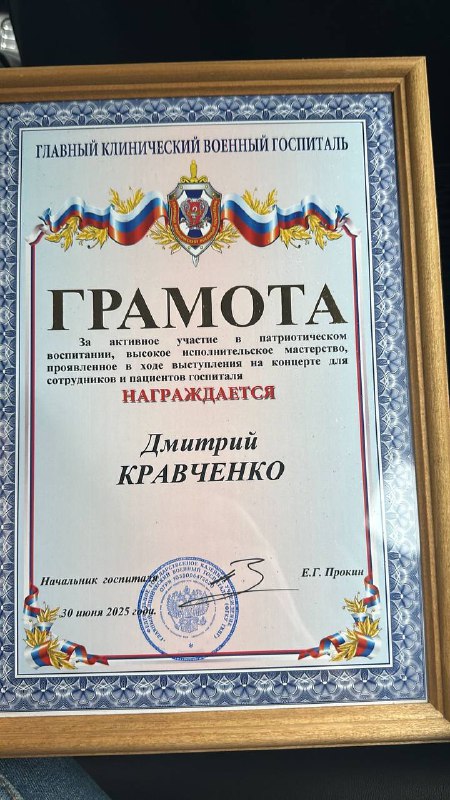 ГЛАВНЫЙ КЛИНИЧЕСКИЙ ВОЕННЫЙ ГОСПИТАЛЬ
ГРАМОТА
За активное участие в патриотическом
воспитании, высокое исполнительское мастерство,
проявленное в ходе выступления на концерте для
сотрудников и пациентов госпиталя
НАГРАЖДАЕТСЯ
Дмитрий
КРАВЧЕНКО
Начальник госпиталя
Е.Г. Прокин
30 июня 2025 года.